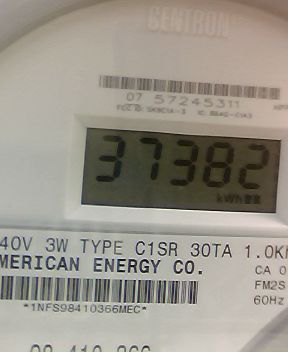 CENTRON
07 57245311
37382
kWh
40V 3W TYPE C1SR 30TA 1.0K
MERICAN ENERGY CO.
CA 0
FM2S
60Hz
*1NFS98410366MEC*